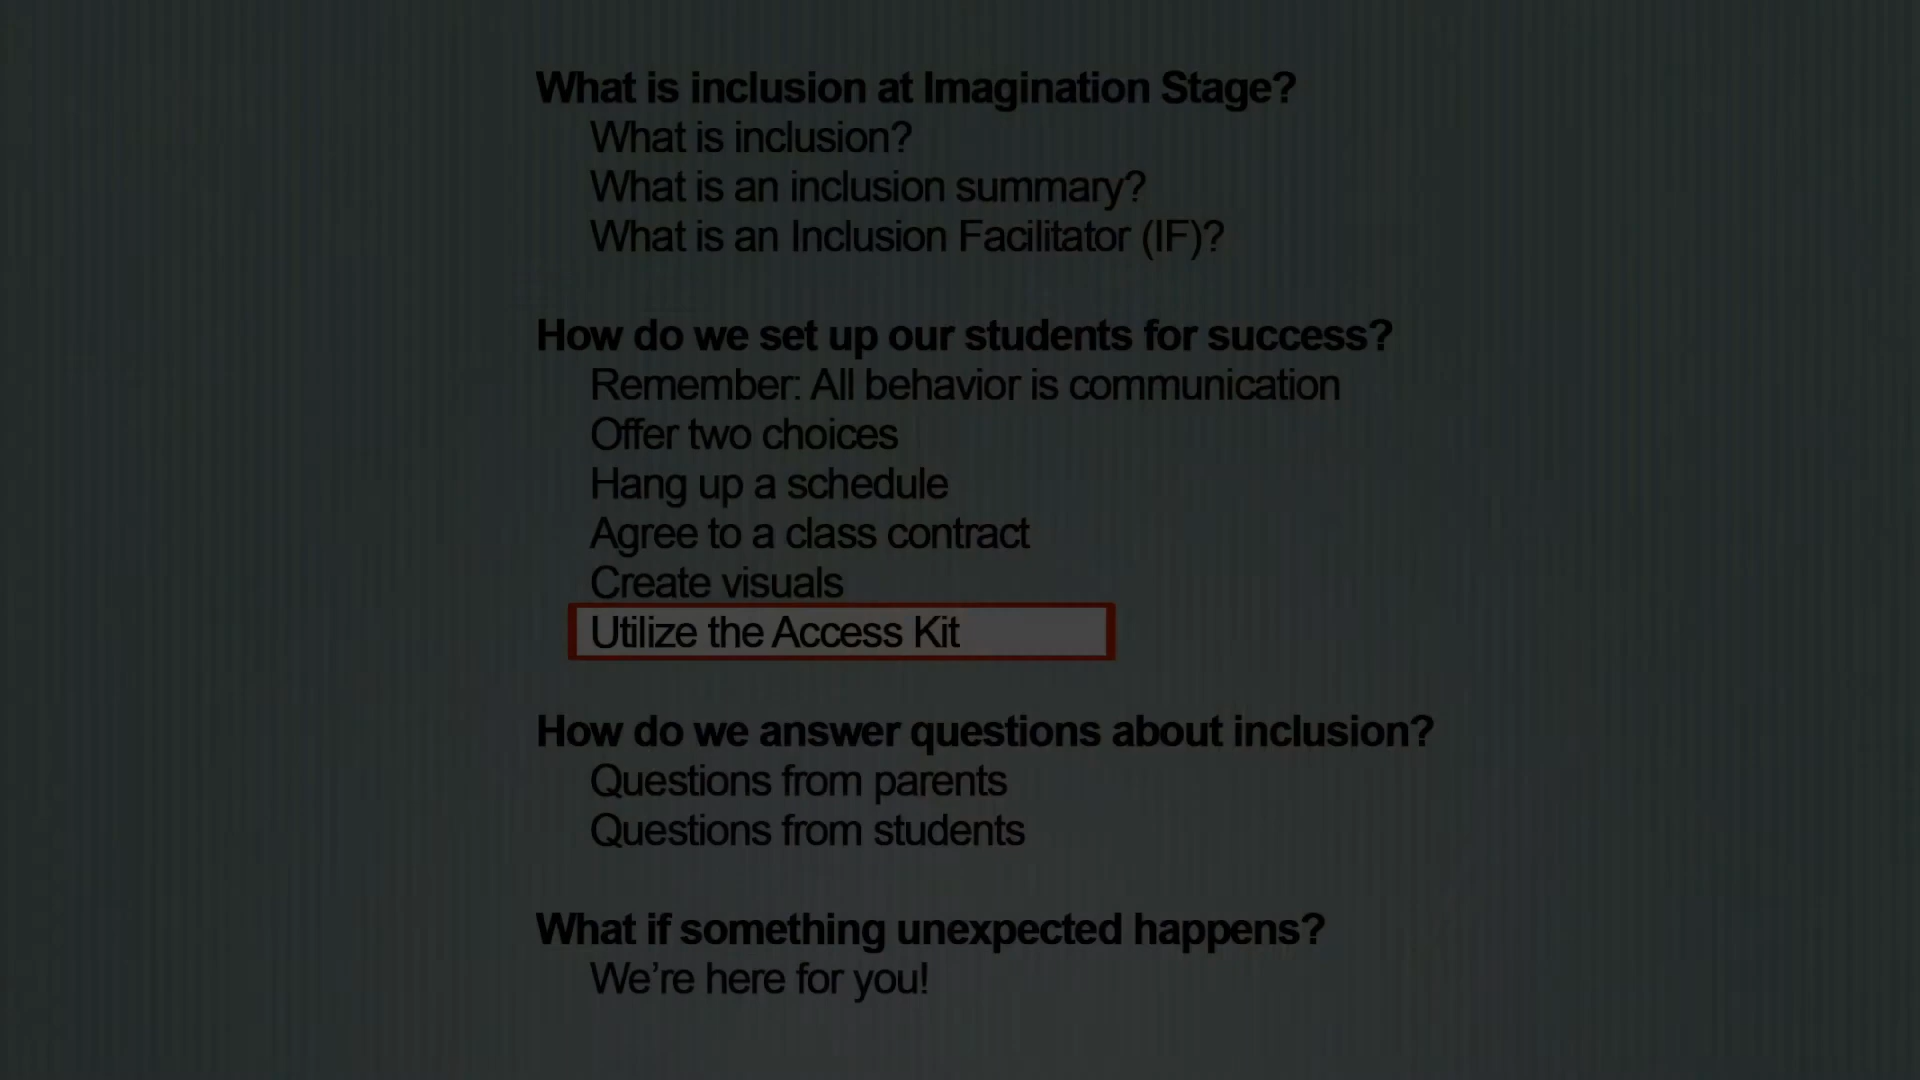 What is inclusion at Imagination Stage?
What is inclusion?
What is an inclusion summary?
What is an Inclusion Facilitator (IF)?
How do we set up our students for success?
Remember: All behavior is communication
Offer two choices
Hang up a schedule
Agree to a class contract
Create visuals
Utilize the Access Kit
How do we answer questions about inclusion?
Questions from parents
Questions from students
What if something unexpected happens?
We’re here for you!